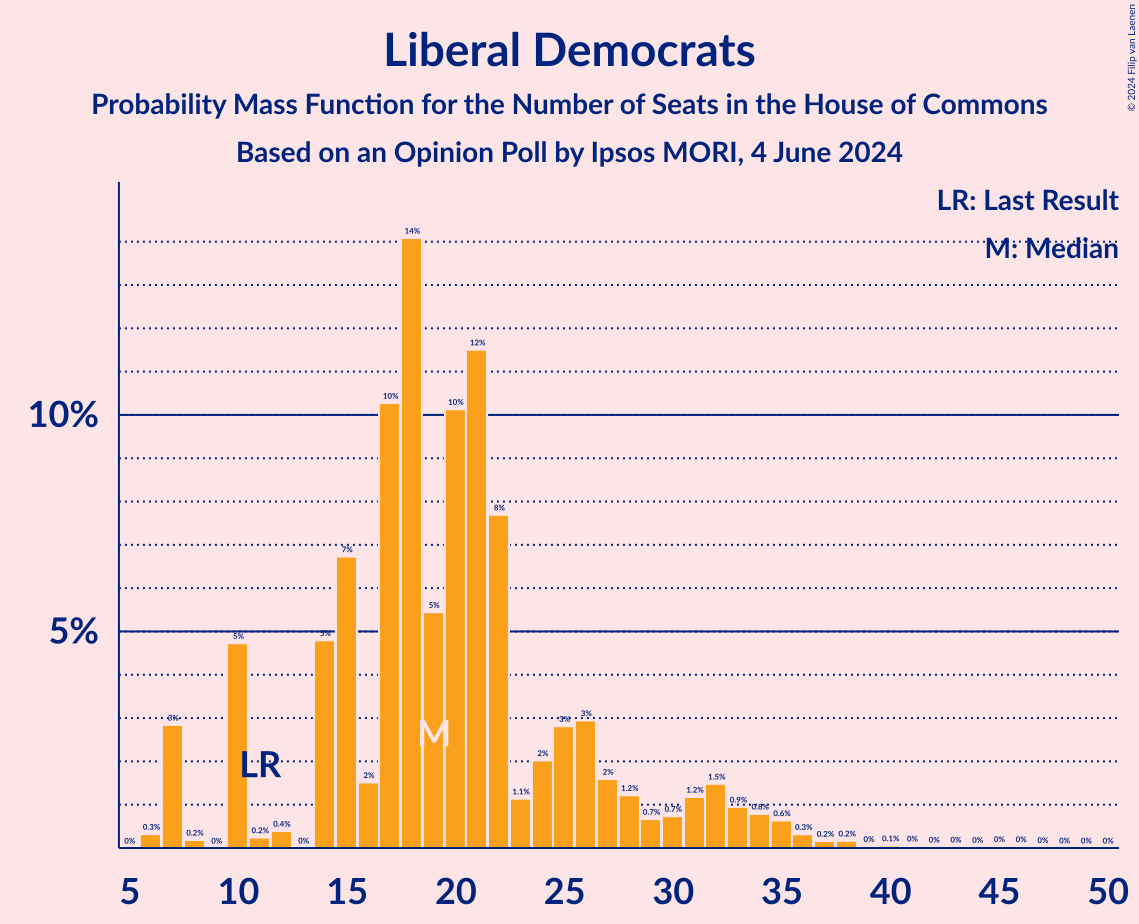 © 2024 Filip van Laenen
Liberal Democrats
Probability Mass Function for the Number of Seats in the House of Commons
Based on an Opinion Poll by Ipsos MORI, 4 June 2024
LR: Last Result
M: Median
10%
5%
0% 0.3% 3% 0.2% 0% 5% 0.2% 0.4% 0% 5% 7% 2% 10% 14% 5% 10% 12% 8% 1.1% 2% 3% 3% 2% 1.2% 0.7% 0.7% 1.2% 1.5% 0.9% 0.8% 0.6% 0.3% 0.2% 0.2% 0% 0.1% 0% 0% 0% 0% 0% 0% 0% 0% 0% 0%
LR
M
5 10 15 20 25 30 35 40 45 50